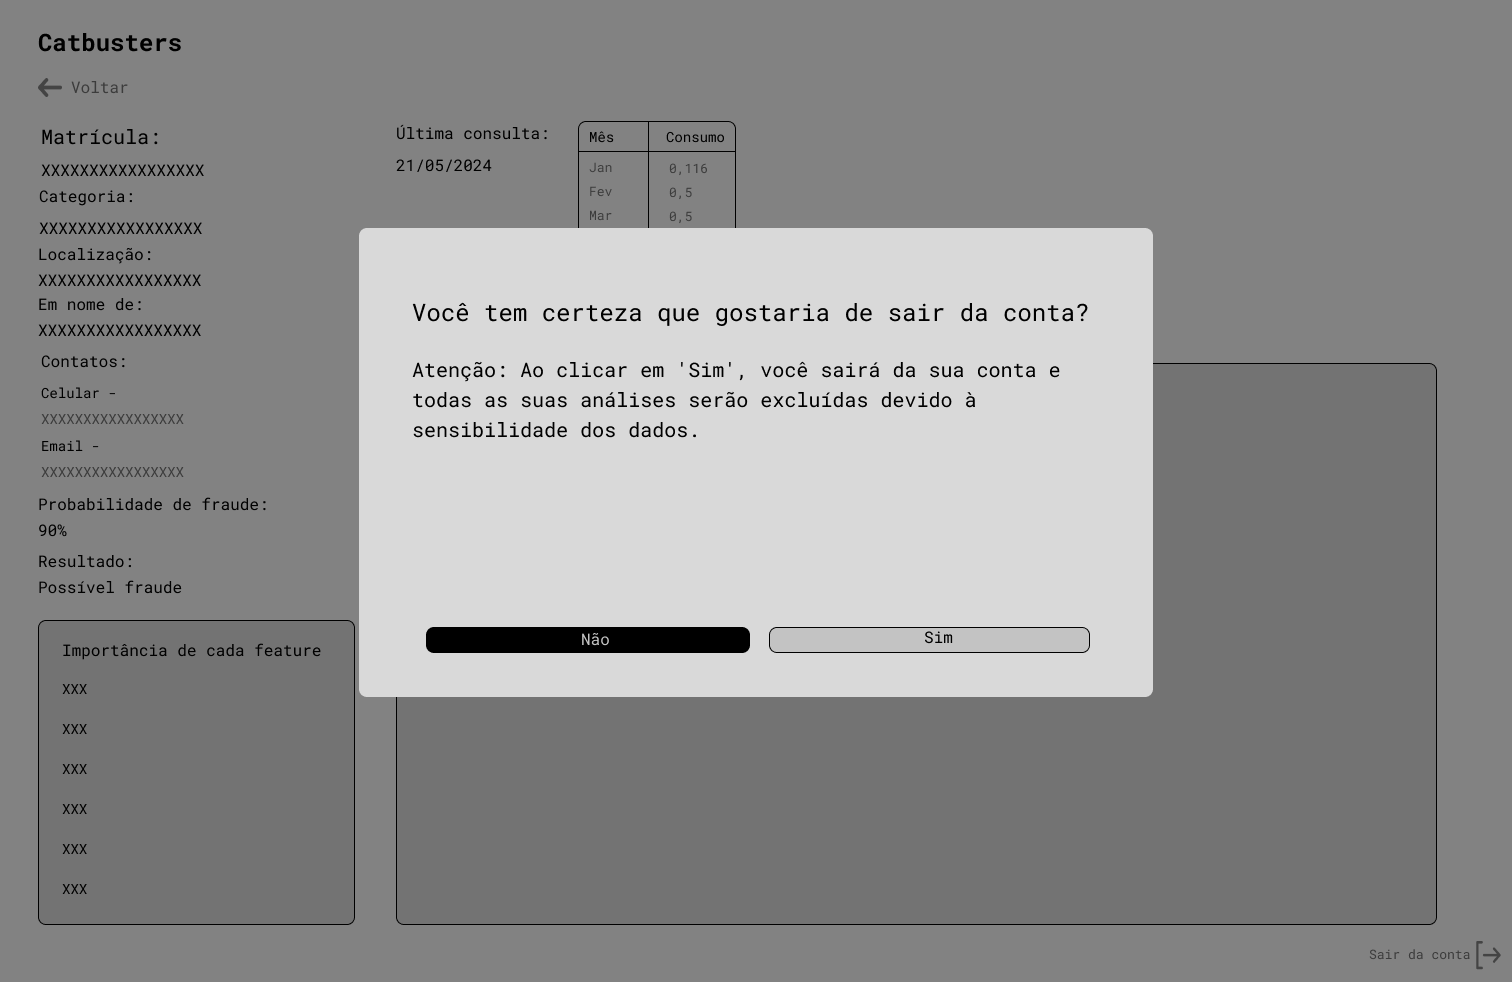 Catbusters
Voltar
Matrícula:
XXXXXXXXXXXXXXXXX
Categoria:
XXXXXXXXXXXXXXXXX
Localização:
XXXXXXXXXXXXXXXXX
Em nome de:
XXXXXXXXXXXXXXXXX
Contatos:
Celular -
XXXXXXXXXXXXXXXXX
Email -
XXXXXXXXXXXXXXXXX
Probabilidade de fraude:
90%
Resultado:
Possível fraude
Importância de cada feature
XXX
XXX
XXX
XXX
XXX
XXX
Última consulta:
21/05/2024
Mês Consumo
Jan 0,116
Fev 0,5
Mar 0,5
Você tem certeza que gostaria de sair da conta?
Atenção: Ao clicar em 'Sim', você sairá da sua conta e
todas as suas análises serão excluídas devido à
sensibilidade dos dados.
Não Sim
Sair da conta